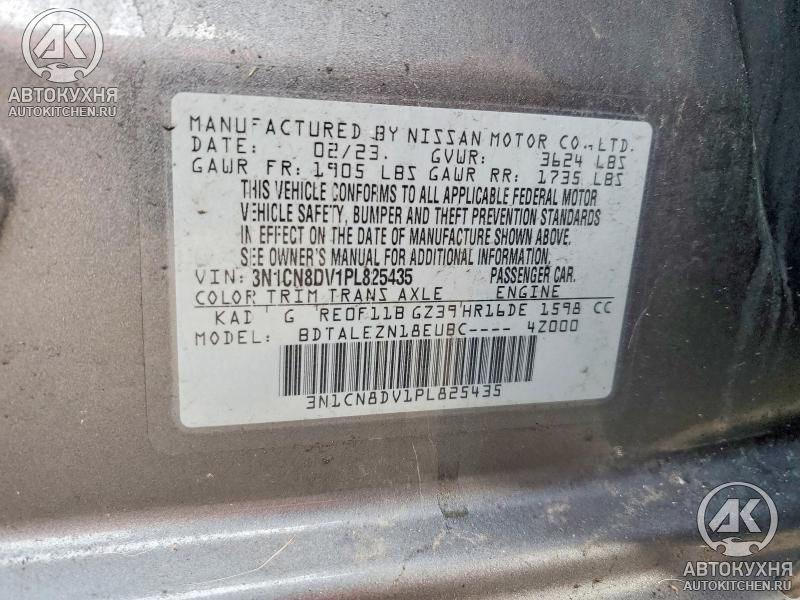 AK
АВТОКУХНЯ
AUTOKITCHEN.RU
MANUFACTURED BY NISSAN MOTOR CO., LTD.
DATE: 02/23. GVWR: 3624 LBS
GAWR FR: 1905 LBS GAWR RR: 1735 LBS
THIS VEHICLE CONFORMS TO ALL APPLICABLE FEDERAL MOTOR
VEHICLE SAFETY, BUMPER AND THEFT PREVENTION STANDARDS
IN EFFECT ON THE DATE OF MANUFACTURE SHOWN ABOVE.
SEE OWNER'S MANUAL FOR ADDITIONAL INFORMATION.
VIN: 3N1CN8DV1PL825435 PASSENGER CAR.
COLOR TRIM TRANS AXLE ENGINE
KAD G RE0F11B GZ39 HR16DE 1598 CC
MODEL: BDTALEZN18EUBC---- 4Z000
3N1CN8DV1PL825435
AK
АВТОКУХНЯ
AUTOKITCHEN.RU